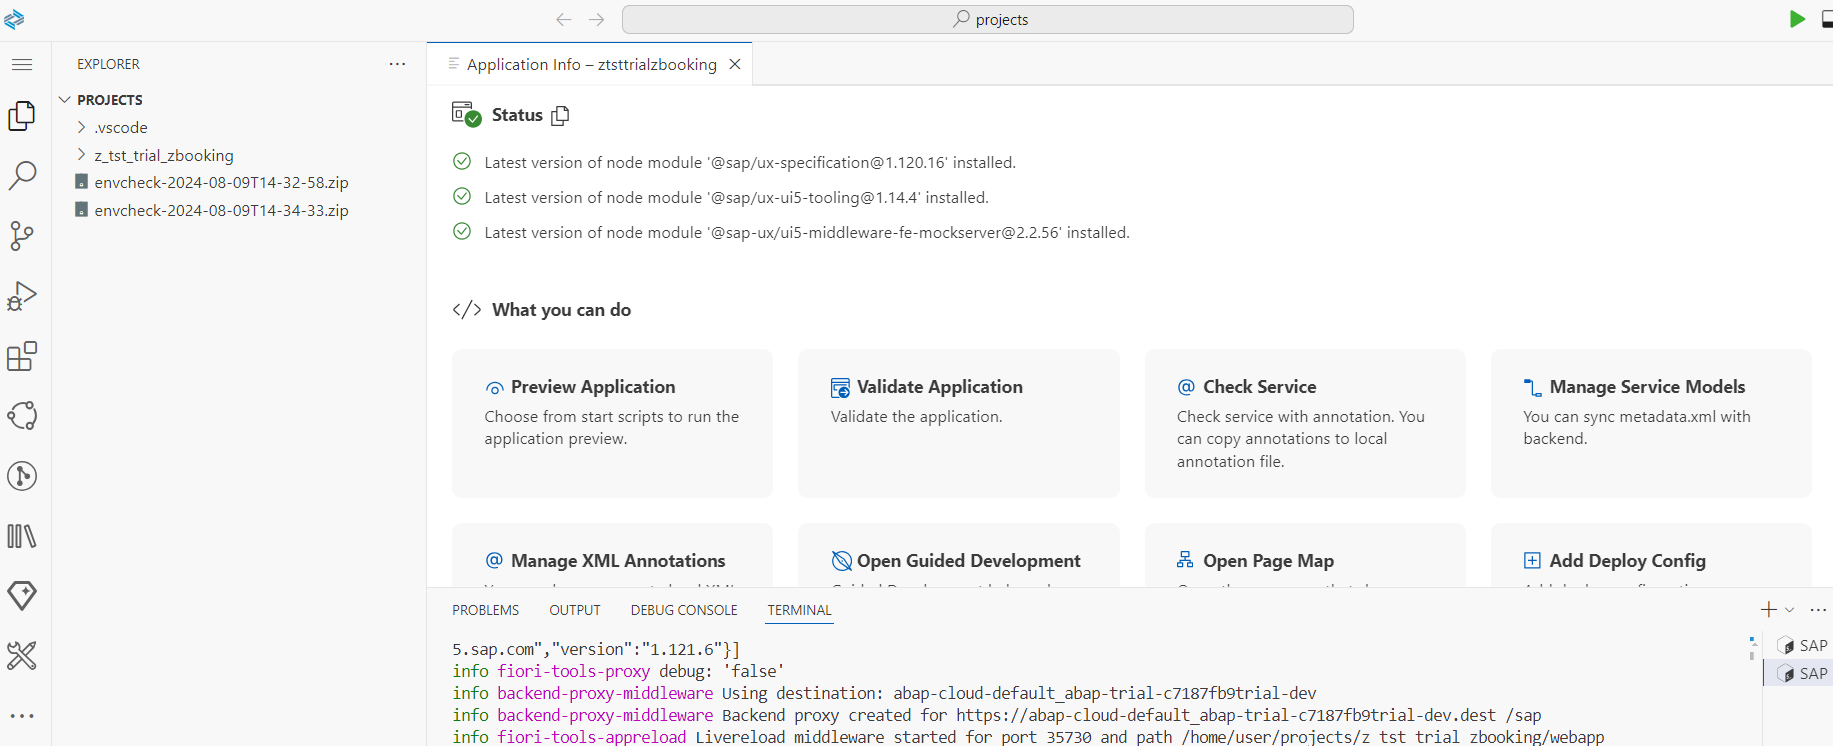 projects
EXPLORER
PROJECTS
.vscode
z_tst_trial_zbooking
envcheck-2024-08-09T14-32-58.zip
envcheck-2024-08-09T14-34-33.zip
Application Info – ztsttrialzbooking
Status
Latest version of node module '@sap/ux-specification@1.120.16' installed.
Latest version of node module '@sap/ux-ui5-tooling@1.14.4' installed.
Latest version of node module '@sap-ux/ui5-middleware-fe-mockserver@2.2.56' installed.
</> What you can do
Preview Application
Choose from start scripts to run the
application preview.
Validate Application
Validate the application.
Check Service
Check service with annotation. You
can copy annotations to local
annotation file.
Manage Service Models
You can sync metadata.xml with
backend.
Manage XML Annotations
Open Guided Development
Open Page Map
Add Deploy Config
PROBLEMS OUTPUT DEBUG CONSOLE TERMINAL
5.sap.com","version":"1.121.6"}]
info fiori-tools-proxy debug: 'false'
info backend-proxy-middleware Using destination: abap-cloud-default_abap-trial-c7187fb9trial-dev
info backend-proxy-middleware Backend proxy created for https://abap-cloud-default_abap-trial-c7187fb9trial-dev.dest /sap
info fiori-tools-appreload Livereload middleware started for port 35730 and path /home/user/projects/z_tst_trial_zbooking/webapp
SAP
SAP